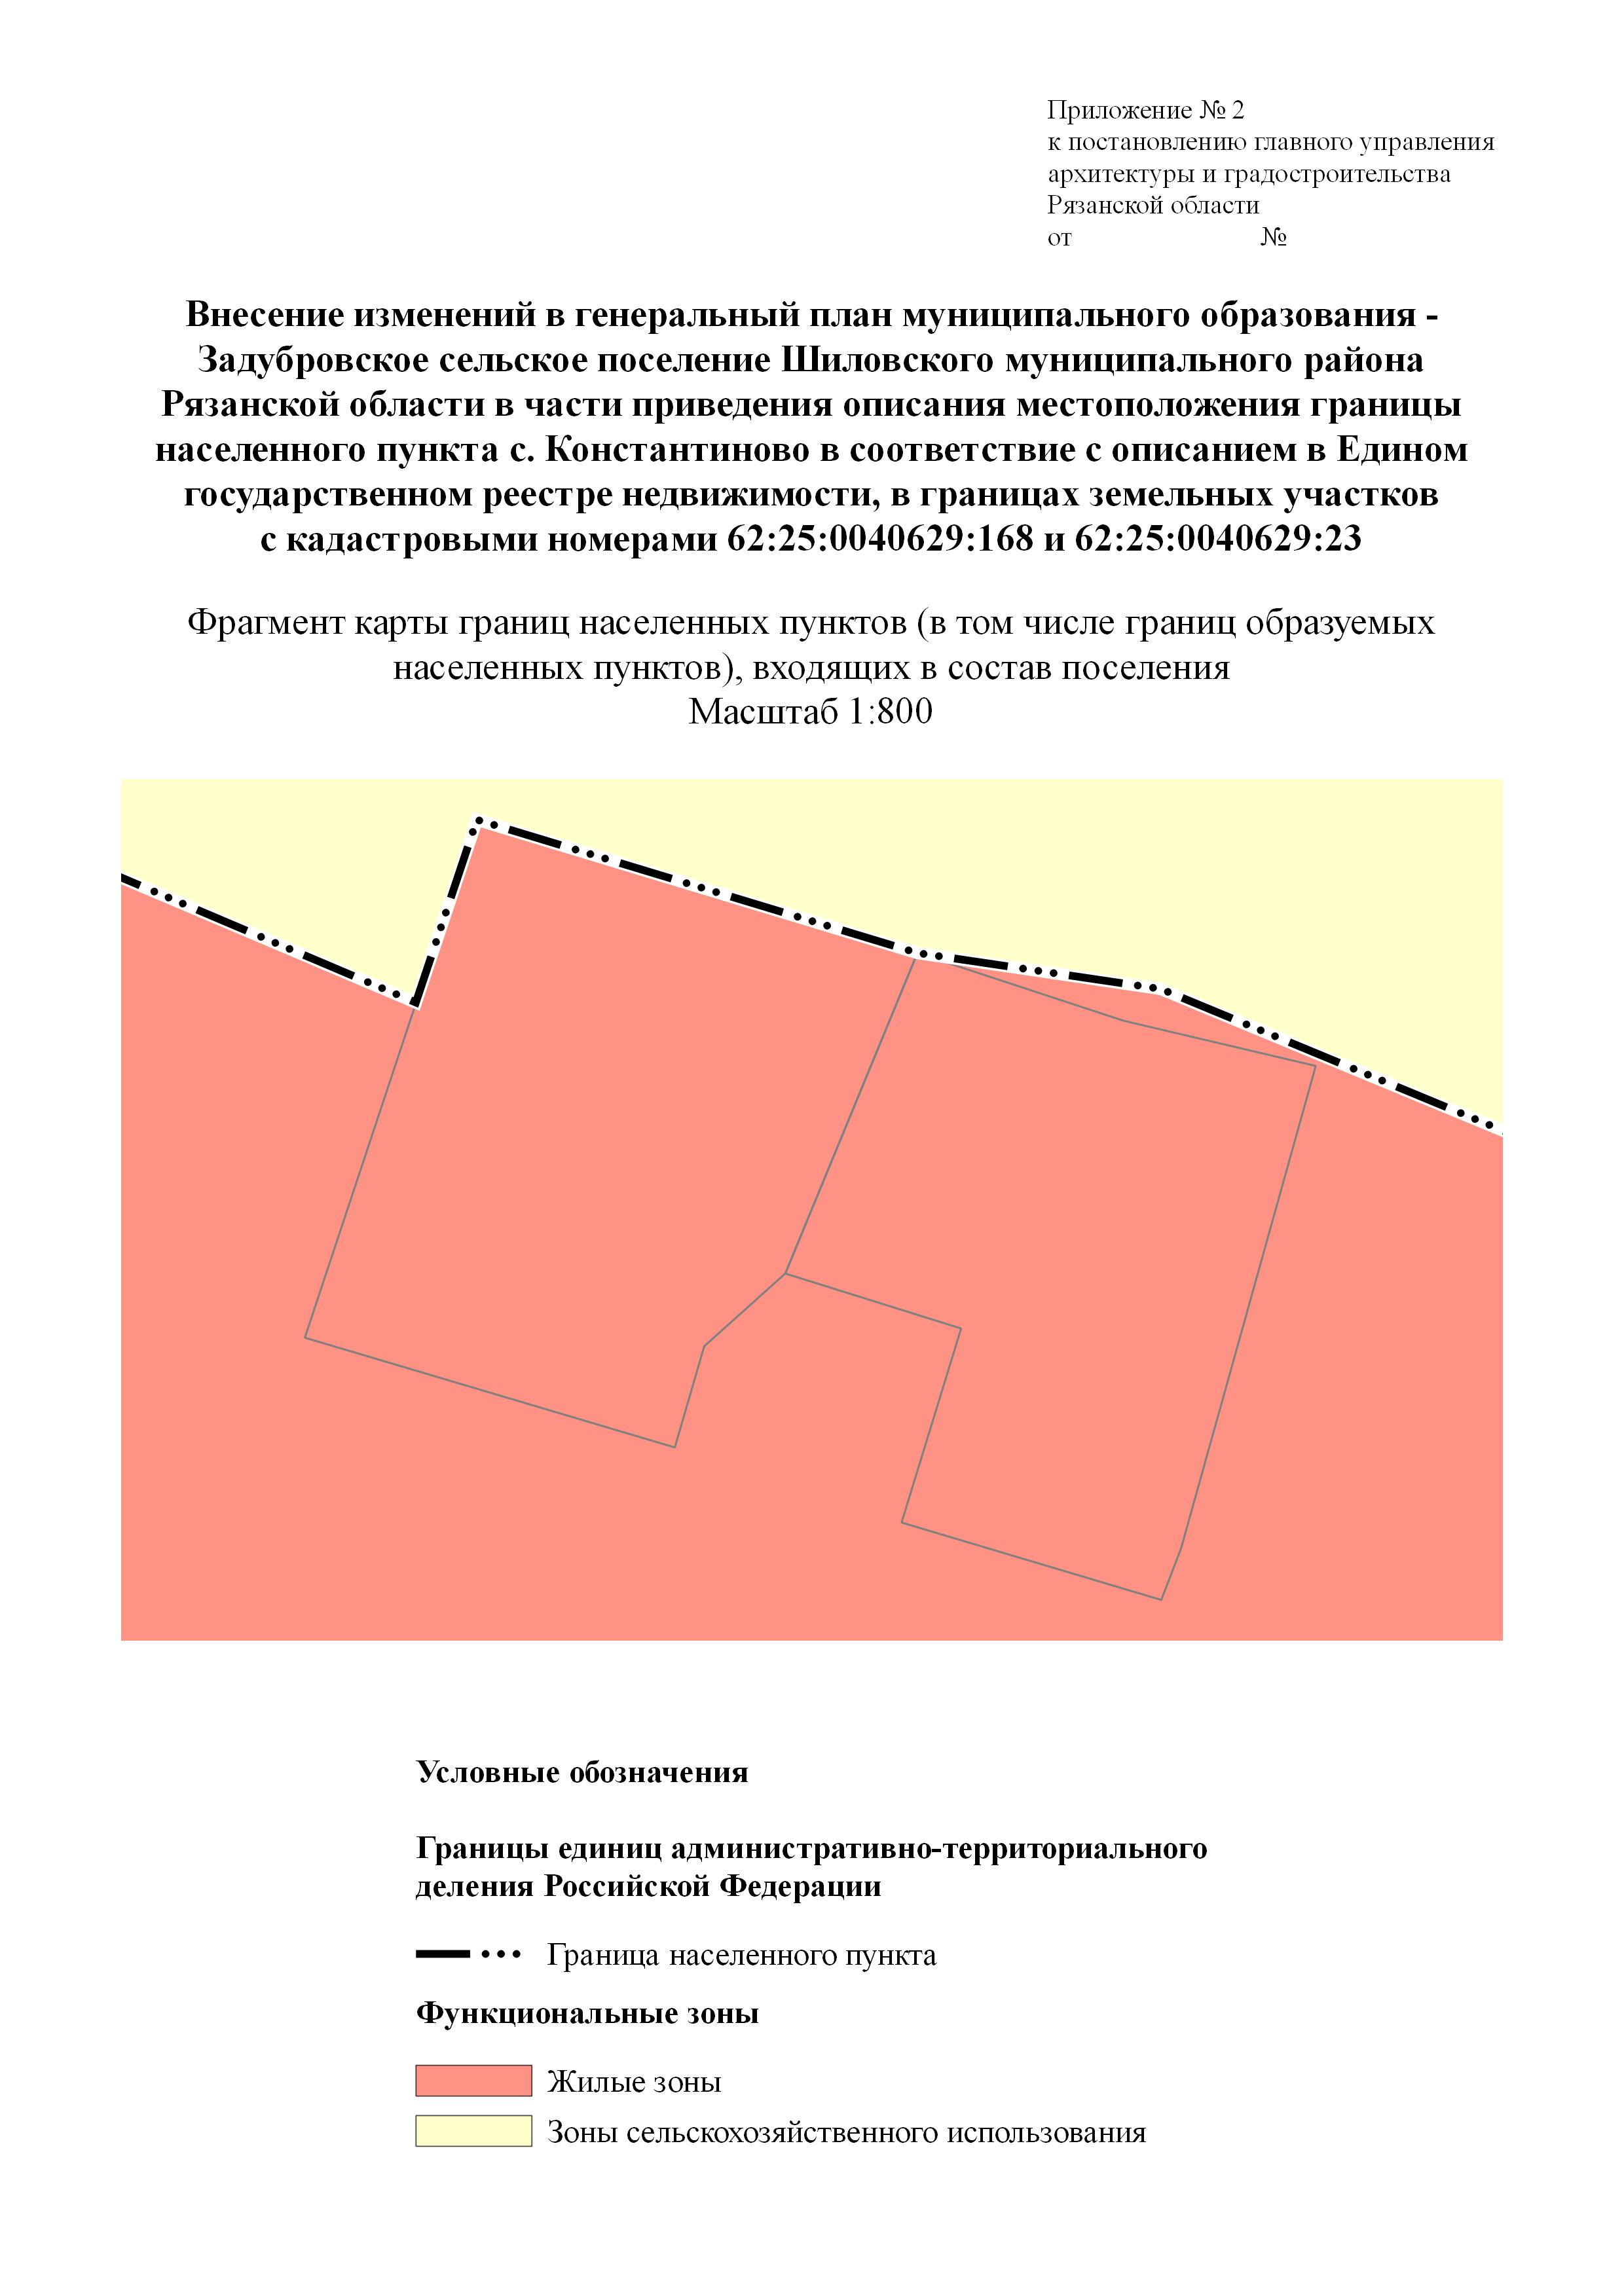 Приложение № 2
к постановлению главного управления
архитектуры и градостроительства
Рязанской области
от №
Внесение изменений в генеральный план муниципального образования -
Задубровское сельское поселение Шиловского муниципального района
Рязанской области в части приведения описания местоположения границы
населенного пункта с. Константиново в соответствие с описанием в Едином
государственном реестре недвижимости, в границах земельных участков
с кадастровыми номерами 62:25:0040629:168 и 62:25:0040629:23
Фрагмент карты границ населенных пунктов (в том числе границ образуемых
населенных пунктов), входящих в состав поселения
Масштаб 1:800
Условные обозначения
Границы единиц административно-территориального
деления Российской Федерации
Граница населенного пункта
Функциональные зоны
Жилые зоны
Зоны сельскохозяйственного использования